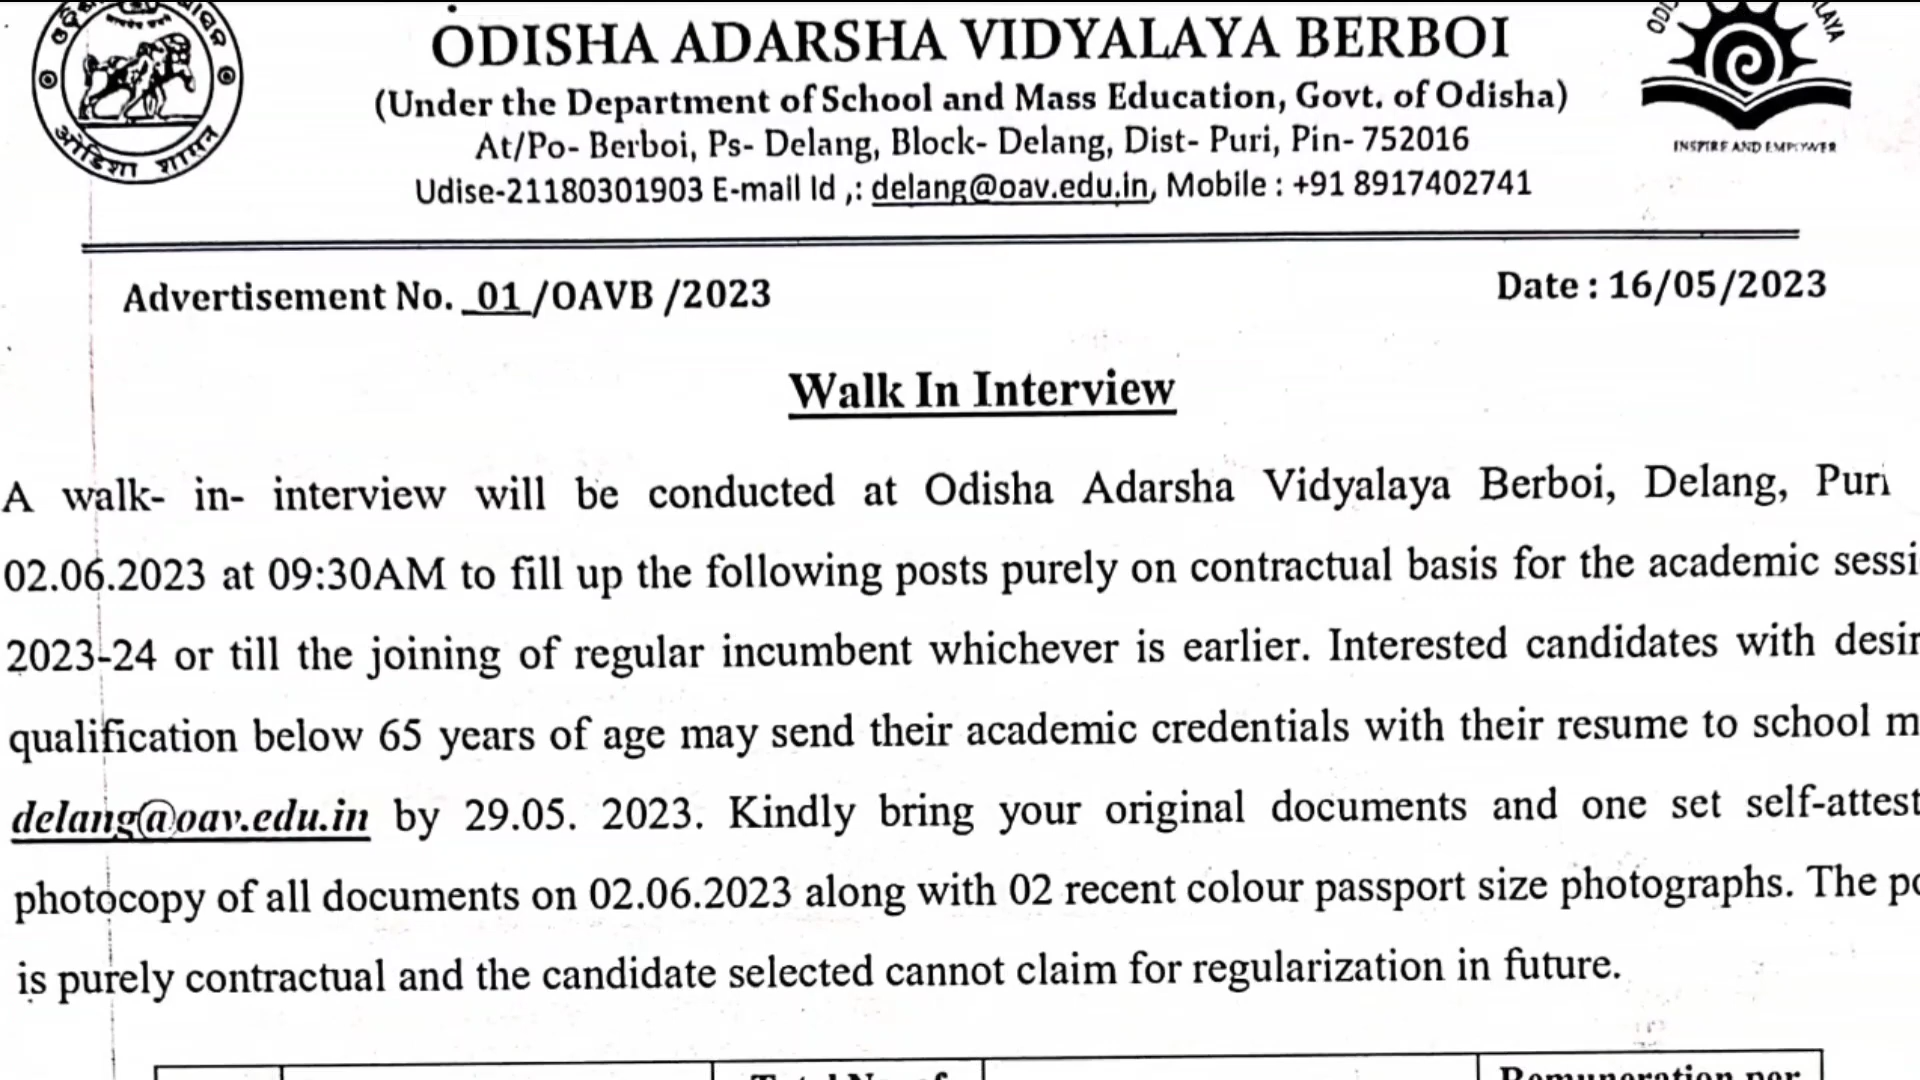 ODISHA ADARSHA VIDYALAYA BERBOI
(Under the Department of School and Mass Education, Govt. of Odisha)
At/Po- Berboi, Ps- Delang, Block- Delang, Dist- Puri, Pin- 752016
Udise-21180301903 E-mail Id ,: delang@oav.edu.in, Mobile : +91 8917402741
ओडिशा शासन
INSPIRE AND EMPOWER
Advertisement No. 01 /OAVB /2023
Date : 16/05/2023
Walk In Interview
A walk- in- interview will be conducted at Odisha Adarsha Vidyalaya Berboi, Delang, Puri
02.06.2023 at 09:30AM to fill up the following posts purely on contractual basis for the academic sessi
2023-24 or till the joining of regular incumbent whichever is earlier. Interested candidates with desir
qualification below 65 years of age may send their academic credentials with their resume to school m
delang@oav.edu.in by 29.05. 2023. Kindly bring your original documents and one set self-attest
photocopy of all documents on 02.06.2023 along with 02 recent colour passport size photographs. The po
is purely contractual and the candidate selected cannot claim for regularization in future.
Total No of
Remuneration per